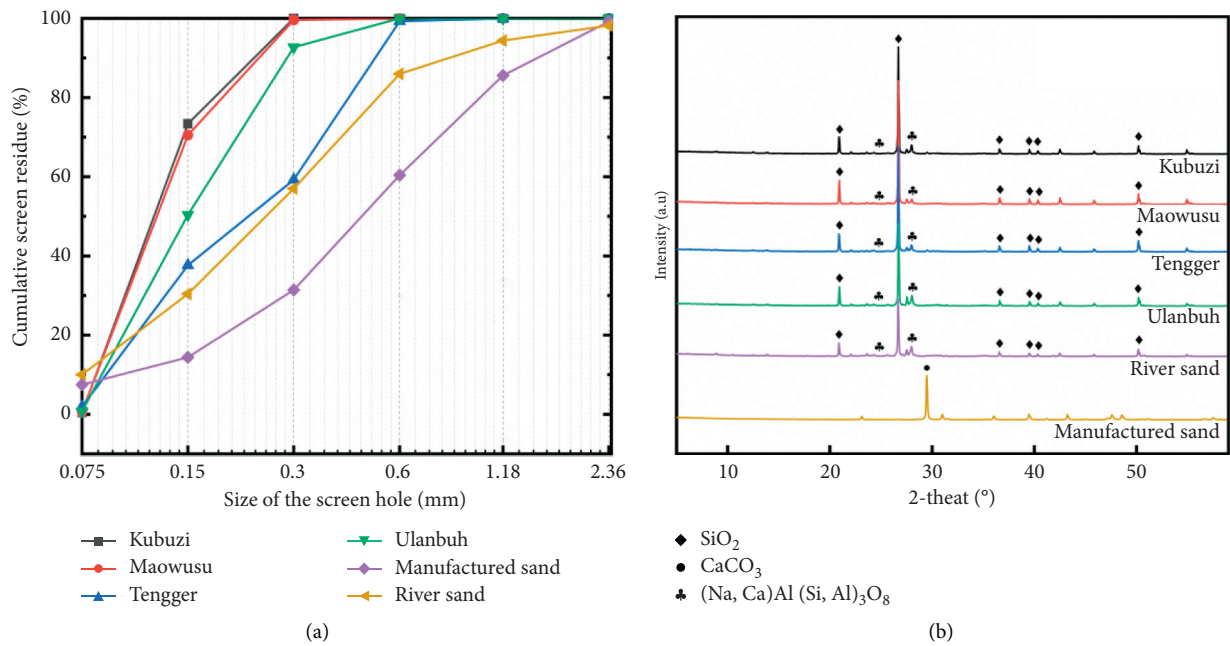 100
80
60
40
20
0
Cumulative screen residue (%)
0.075
0.15
0.3
0.6
1.18
2.36
Size of the screen hole (mm)
Kubuzi
Maowusu
Tengger
Ulanbuh
Manufactured sand
River sand
(a)
Intensity (a.u)
Kubuzi
Maowusu
Tengger
Ulanbuh
River sand
Manufactured sand
10
20
30
40
50
2-theat (°)
◆ SiO₂
● CaCO₃
♣ (Na, Ca)Al (Si, Al)₃O₈
(b)